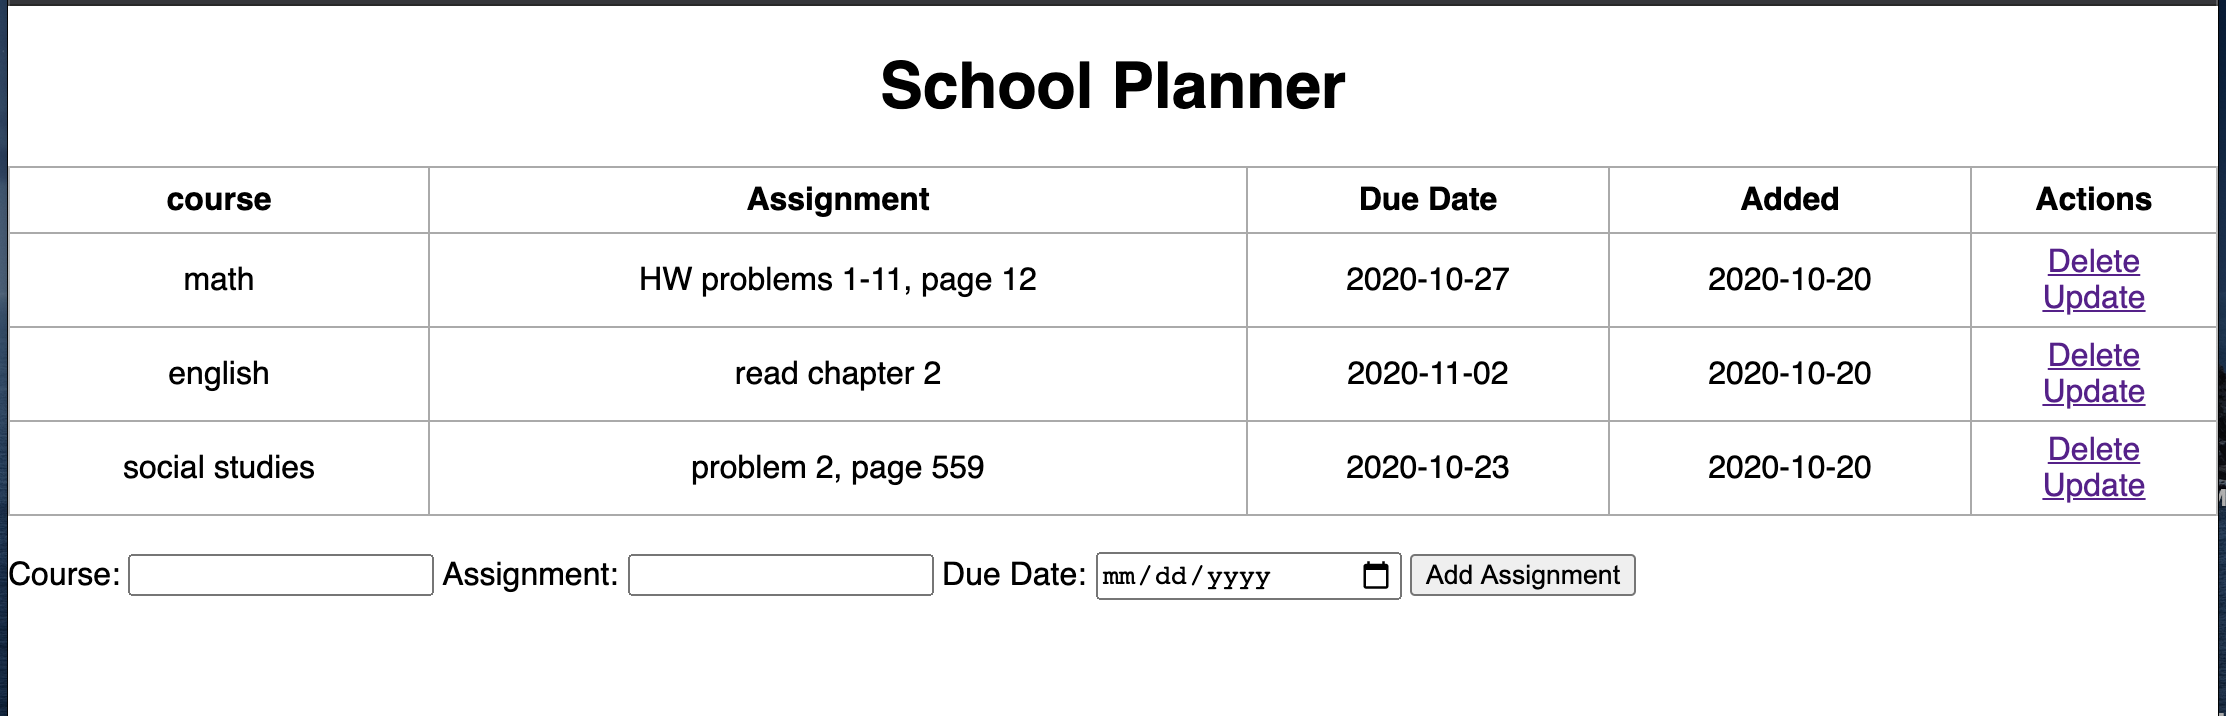 School Planner
course Assignment Due Date Added Actions
math HW problems 1-11, page 12 2020-10-27 2020-10-20 Delete
Update
english read chapter 2 2020-11-02 2020-10-20 Delete
Update
social studies problem 2, page 559 2020-10-23 2020-10-20 Delete
Update
Course: Assignment: Due Date: mm/dd/yyyy Add Assignment